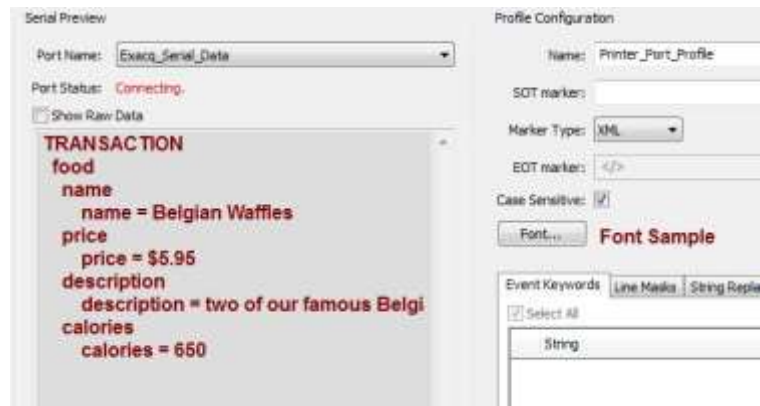 Serial Preview
Port Name: Exacq_Serial_Data
Port Status: Connecting.
Show Raw Data
TRANSACTION
food
name
name = Belgian Waffles
price
price = $5.95
description
description = two of our famous Belgi
calories
calories = 650
Profile Configuration
Name: Printer_Port_Profile
SOT marker:
Marker Type: XML
EOT marker: </>
Case Sensitive:
Font... Font Sample
Event Keywords Line Masks String Repla
Select All
String